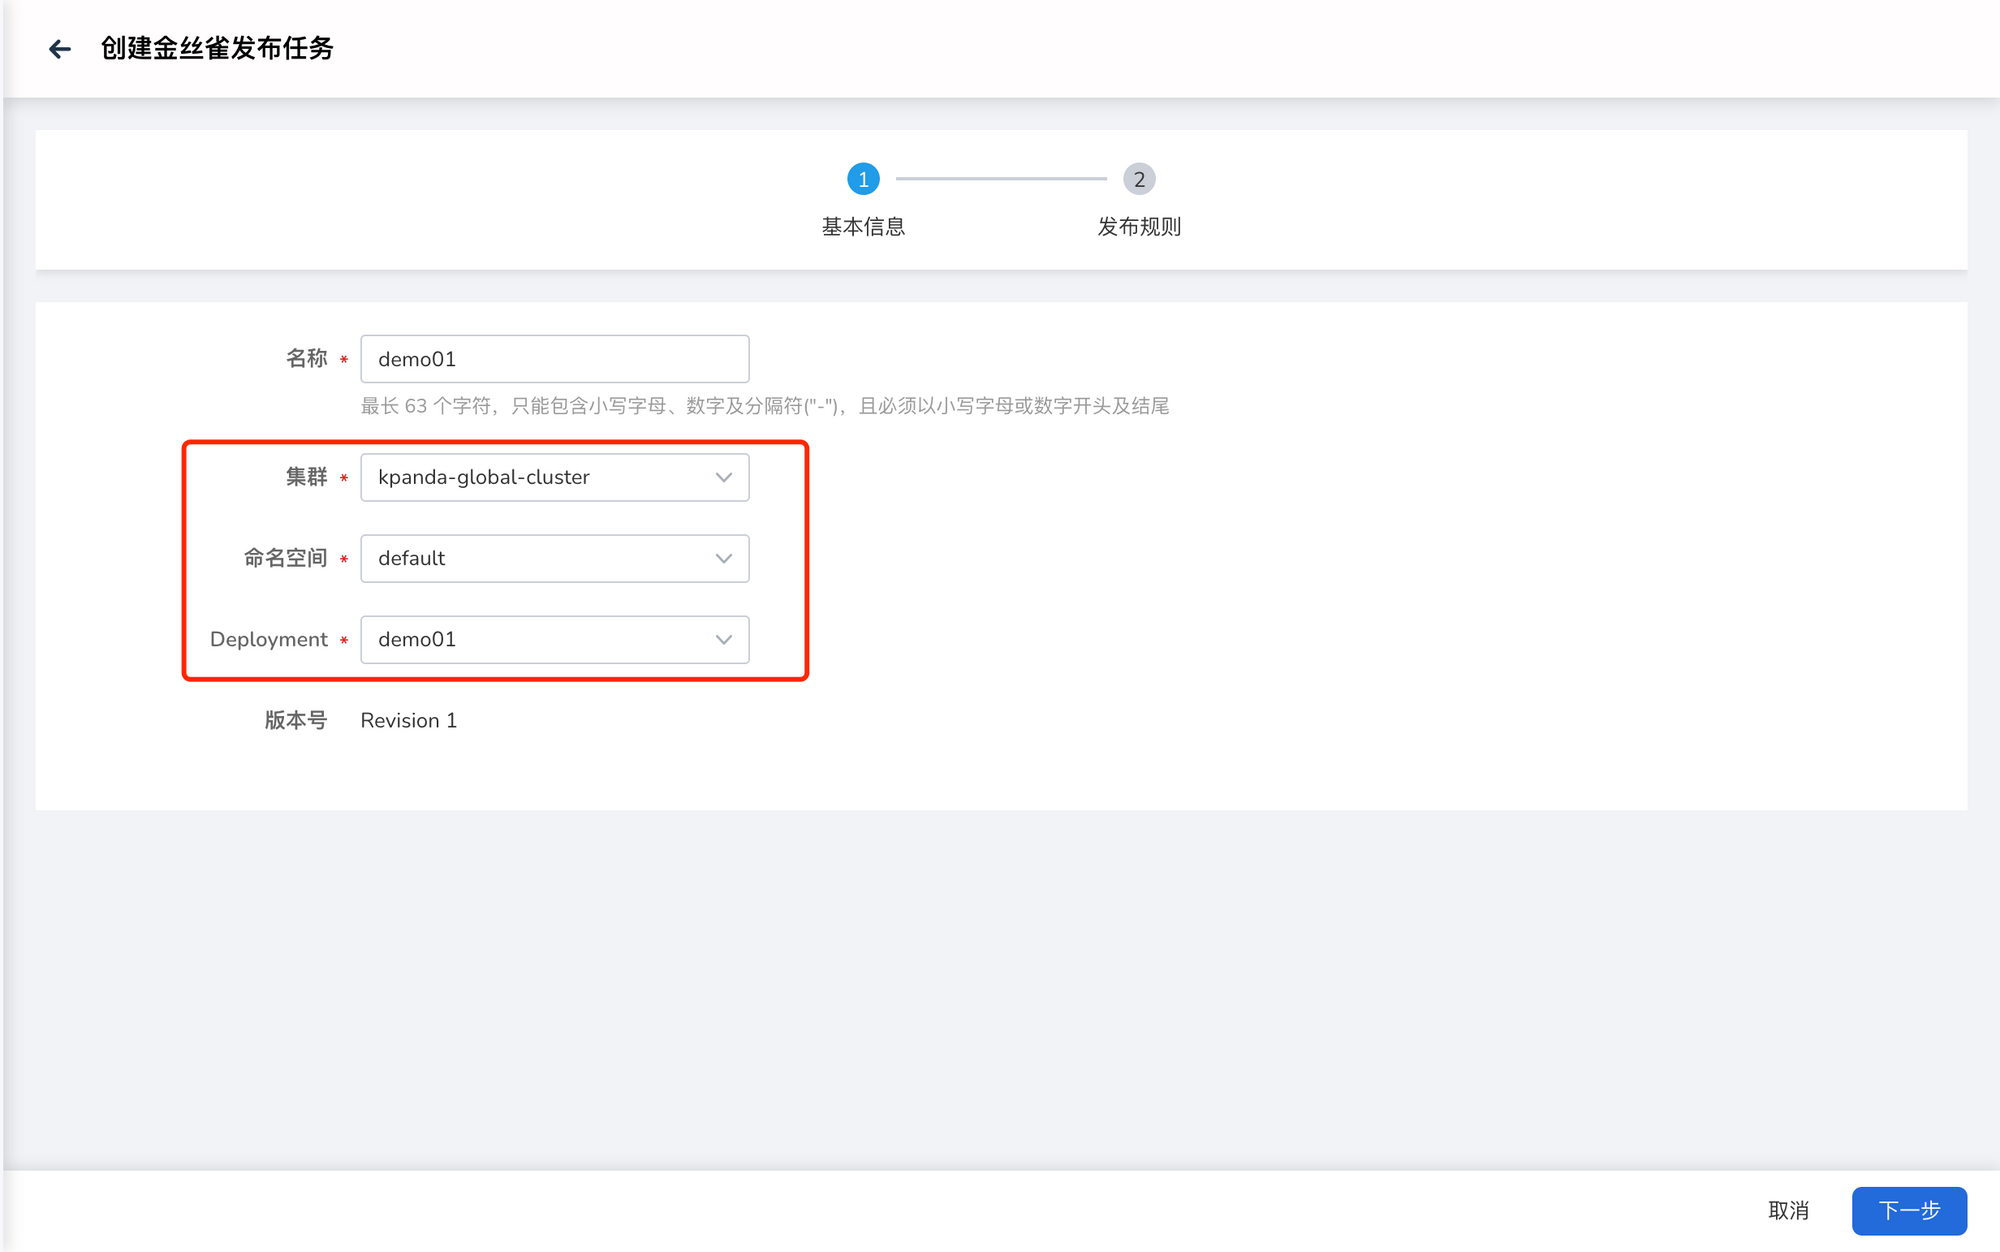 创建金丝雀发布任务
1
2
基本信息
发布规则
名称 * demo01
最长 63 个字符，只能包含小写字母、数字及分隔符("-")，且必须以小写字母或数字开头及结尾
集群 * kpanda-global-cluster
命名空间 * default
Deployment * demo01
版本号 Revision 1
取消
下一步